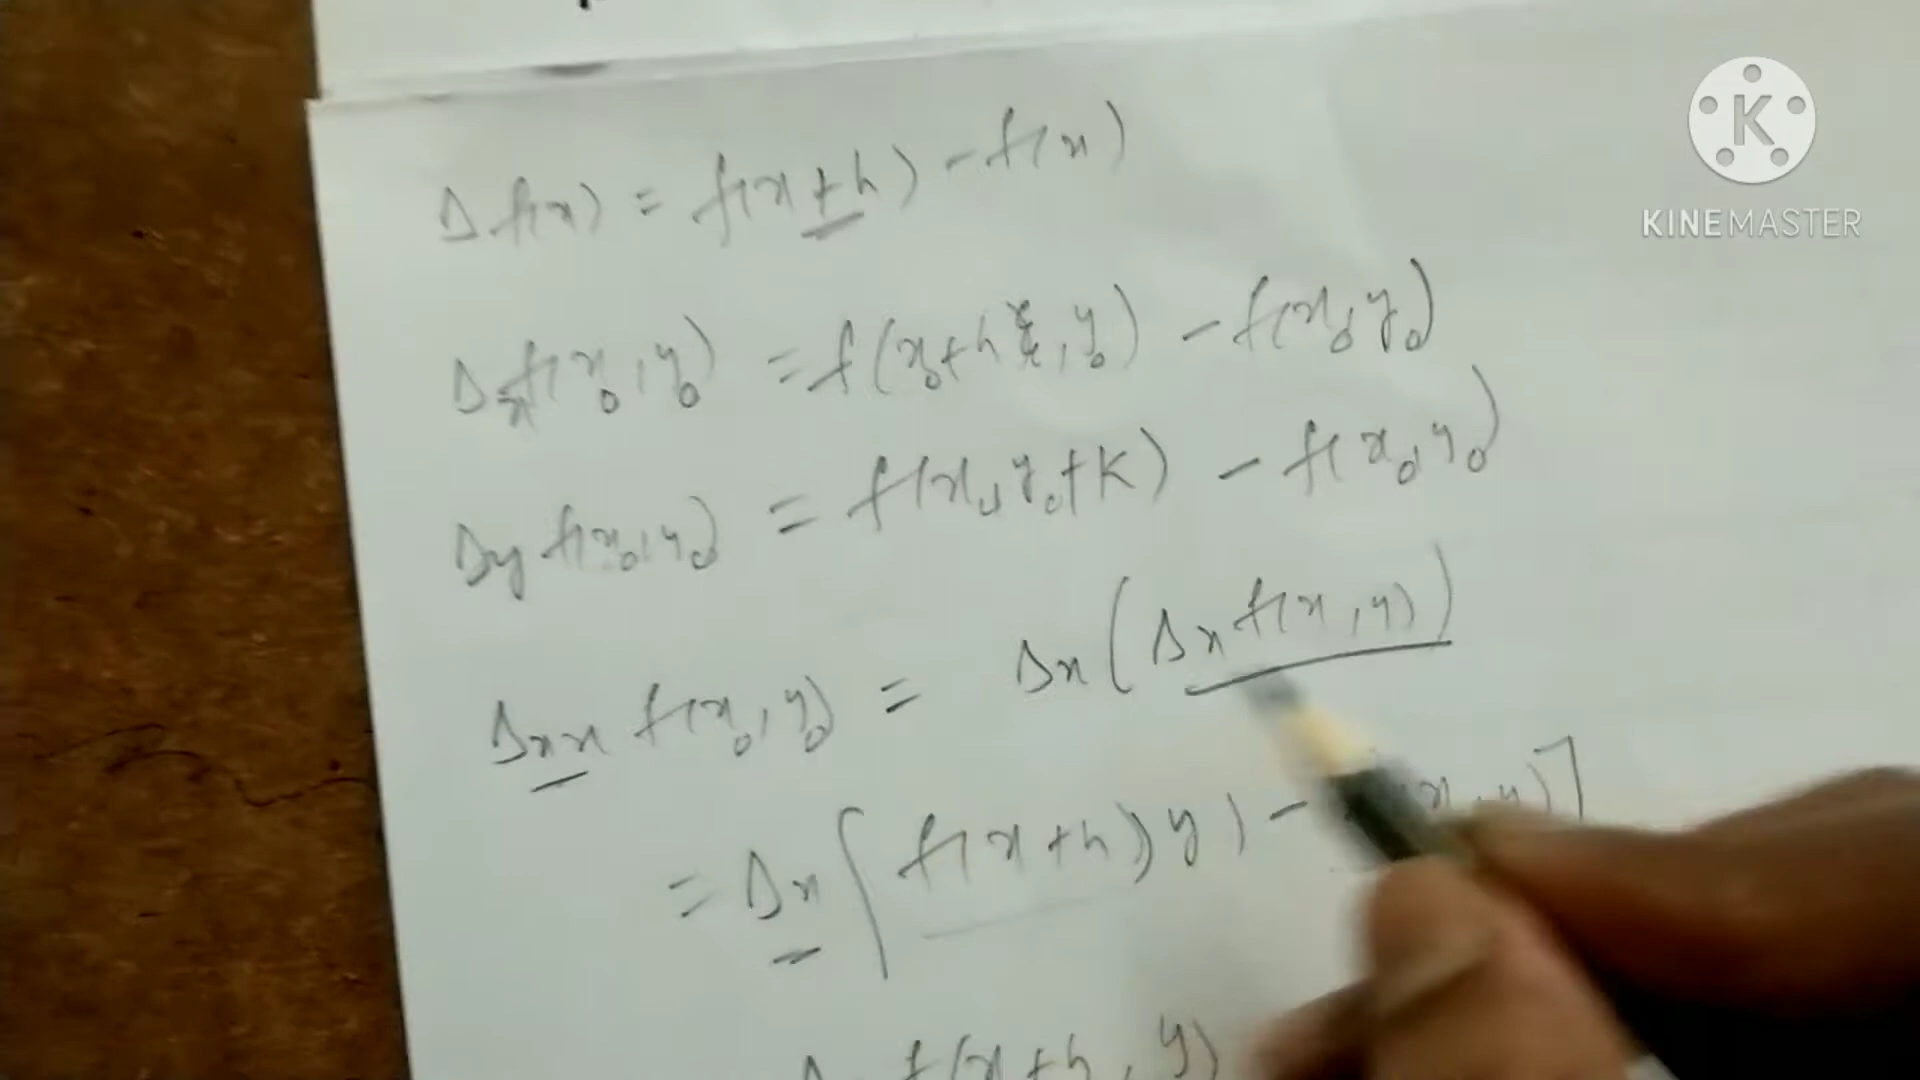 K
KINEMASTER
Δ f(x) = f(x+h) - f(x)
Δx f(x0, y0) = f(x0+h, y0) - f(x0, y0)
Δy f(x0, y0) = f(x0, y0+k) - f(x0, y0)
Δxx f(x0, y0) = Δx (Δx f(x, y))
= Δx [ f(x+h, y) - (x, y) ]
f(x+h, y)